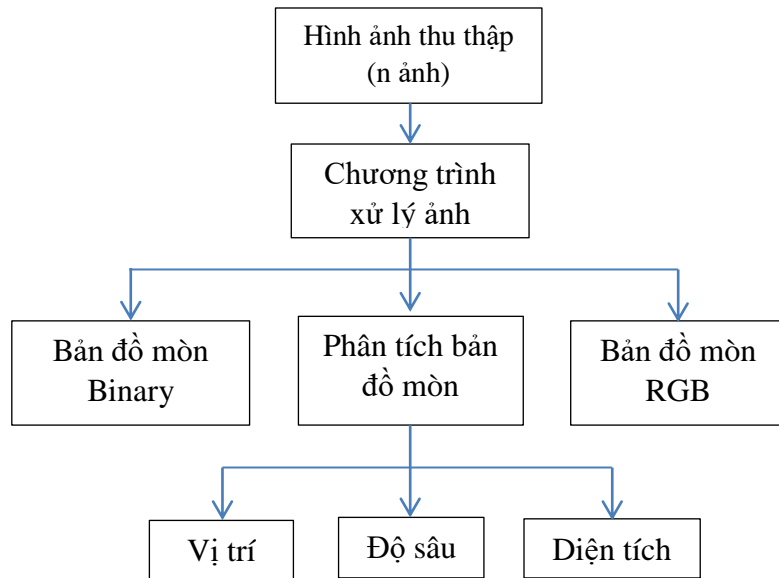 Hình ảnh thu thập
(n ảnh)
Chương trình
xử lý ảnh
Bản đồ mòn
Binary
Phân tích bản
đồ mòn
Bản đồ mòn
RGB
Vị trí
Độ sâu
Diện tích